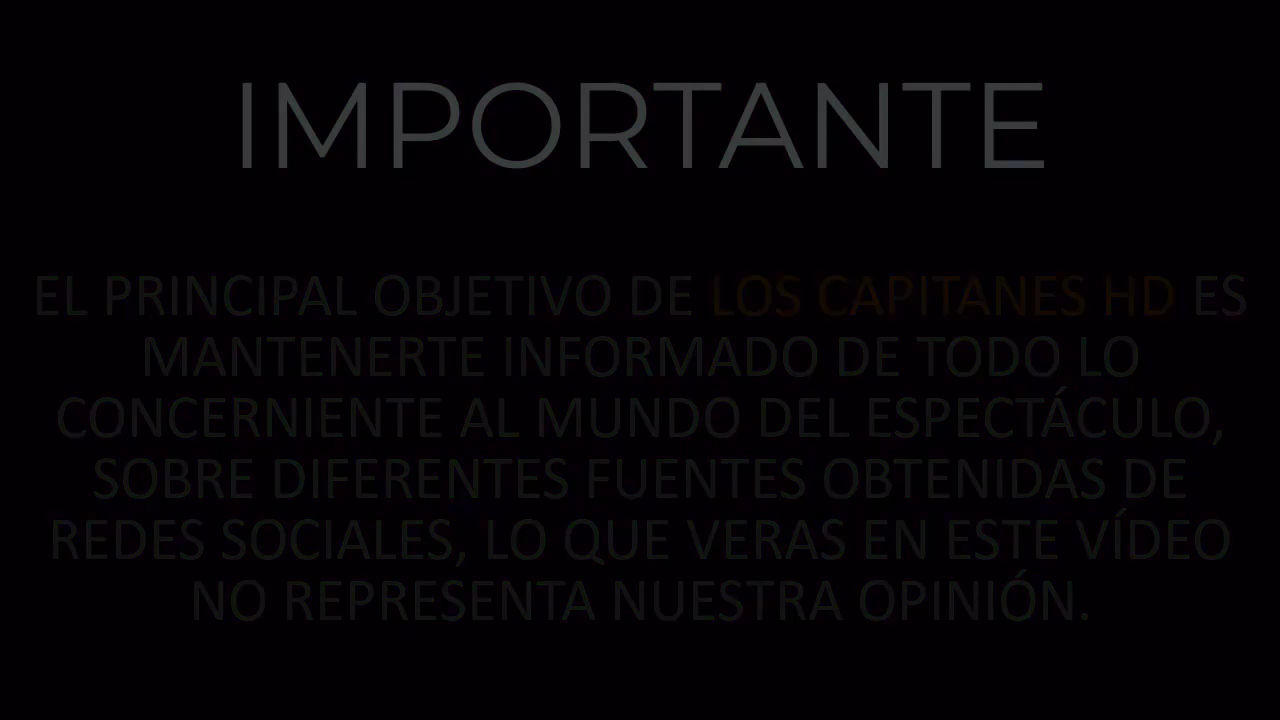 IMPORTANTE
EL PRINCIPAL OBJETIVO DE LOS CAPITANES HD ES
MANTENERTE INFORMADO DE TODO LO
CONCERNIENTE AL MUNDO DEL ESPECTÁCULO,
SOBRE DIFERENTES FUENTES OBTENIDAS DE
REDES SOCIALES, LO QUE VERAS EN ESTE VÍDEO
NO REPRESENTA NUESTRA OPINIÓN.